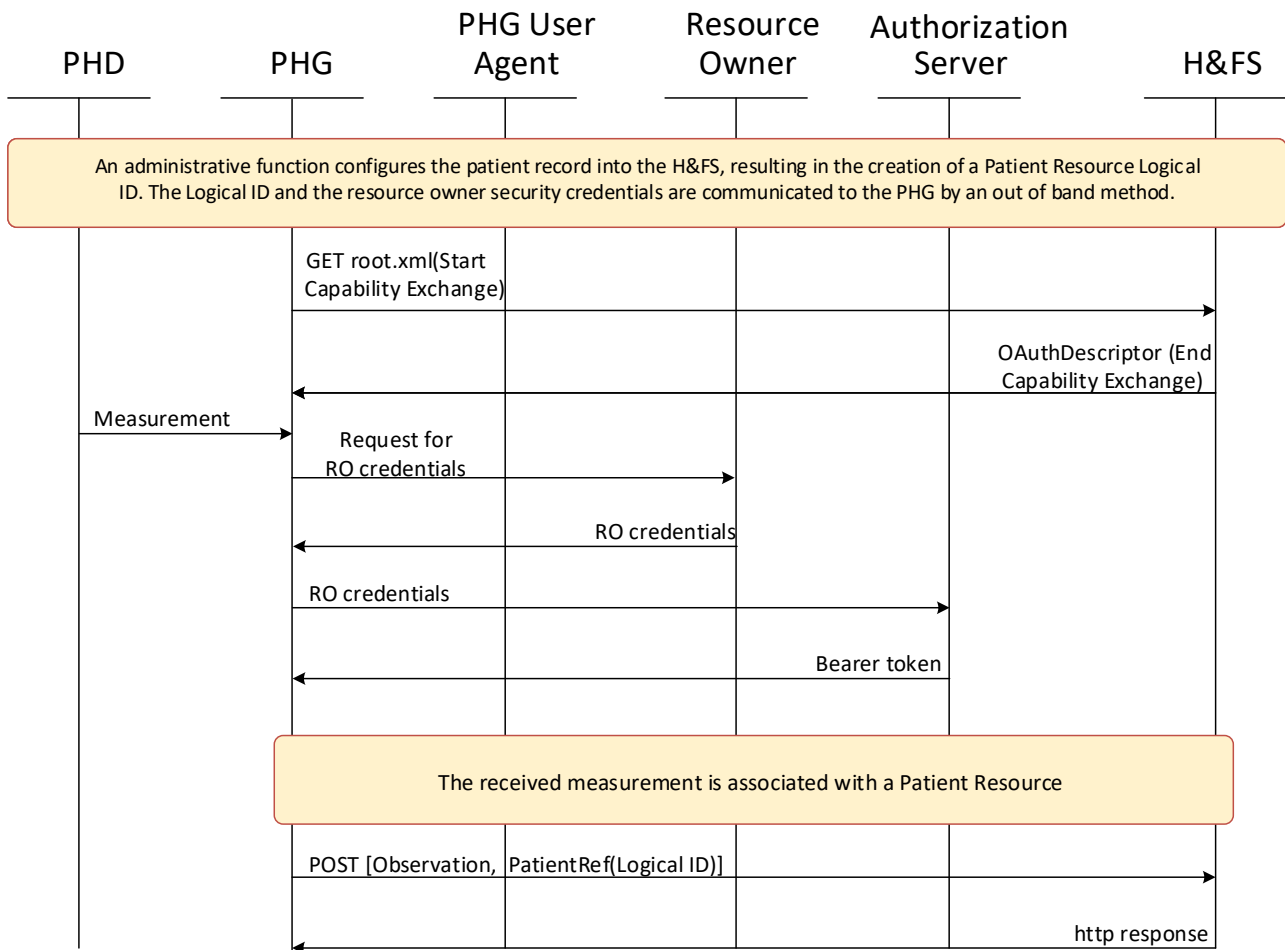 PHD
PHG
PHG User
Agent
Resource
Owner
Authorization
Server
H&FS
An administrative function configures the patient record into the H&FS, resulting in the creation of a Patient Resource Logical
ID. The Logical ID and the resource owner security credentials are communicated to the PHG by an out of band method.
GET root.xml(Start
Capability Exchange)
OAuthDescriptor (End
Capability Exchange)
Measurement
Request for
RO credentials
RO credentials
RO credentials
Bearer token
The received measurement is associated with a Patient Resource
POST [Observation, PatientRef(Logical ID)]
http response